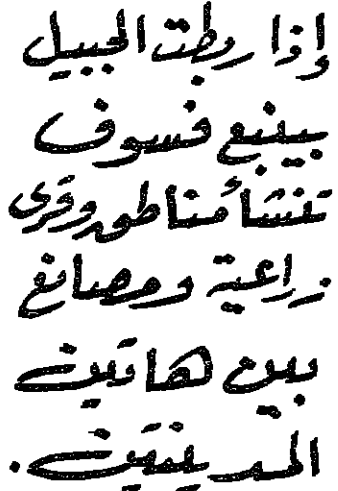 إذا ربطت الجبيل
بينبع فسوف
تنشأ مناطق وقرى
زراعية ومصانع
بين هاتين
المدينتين.